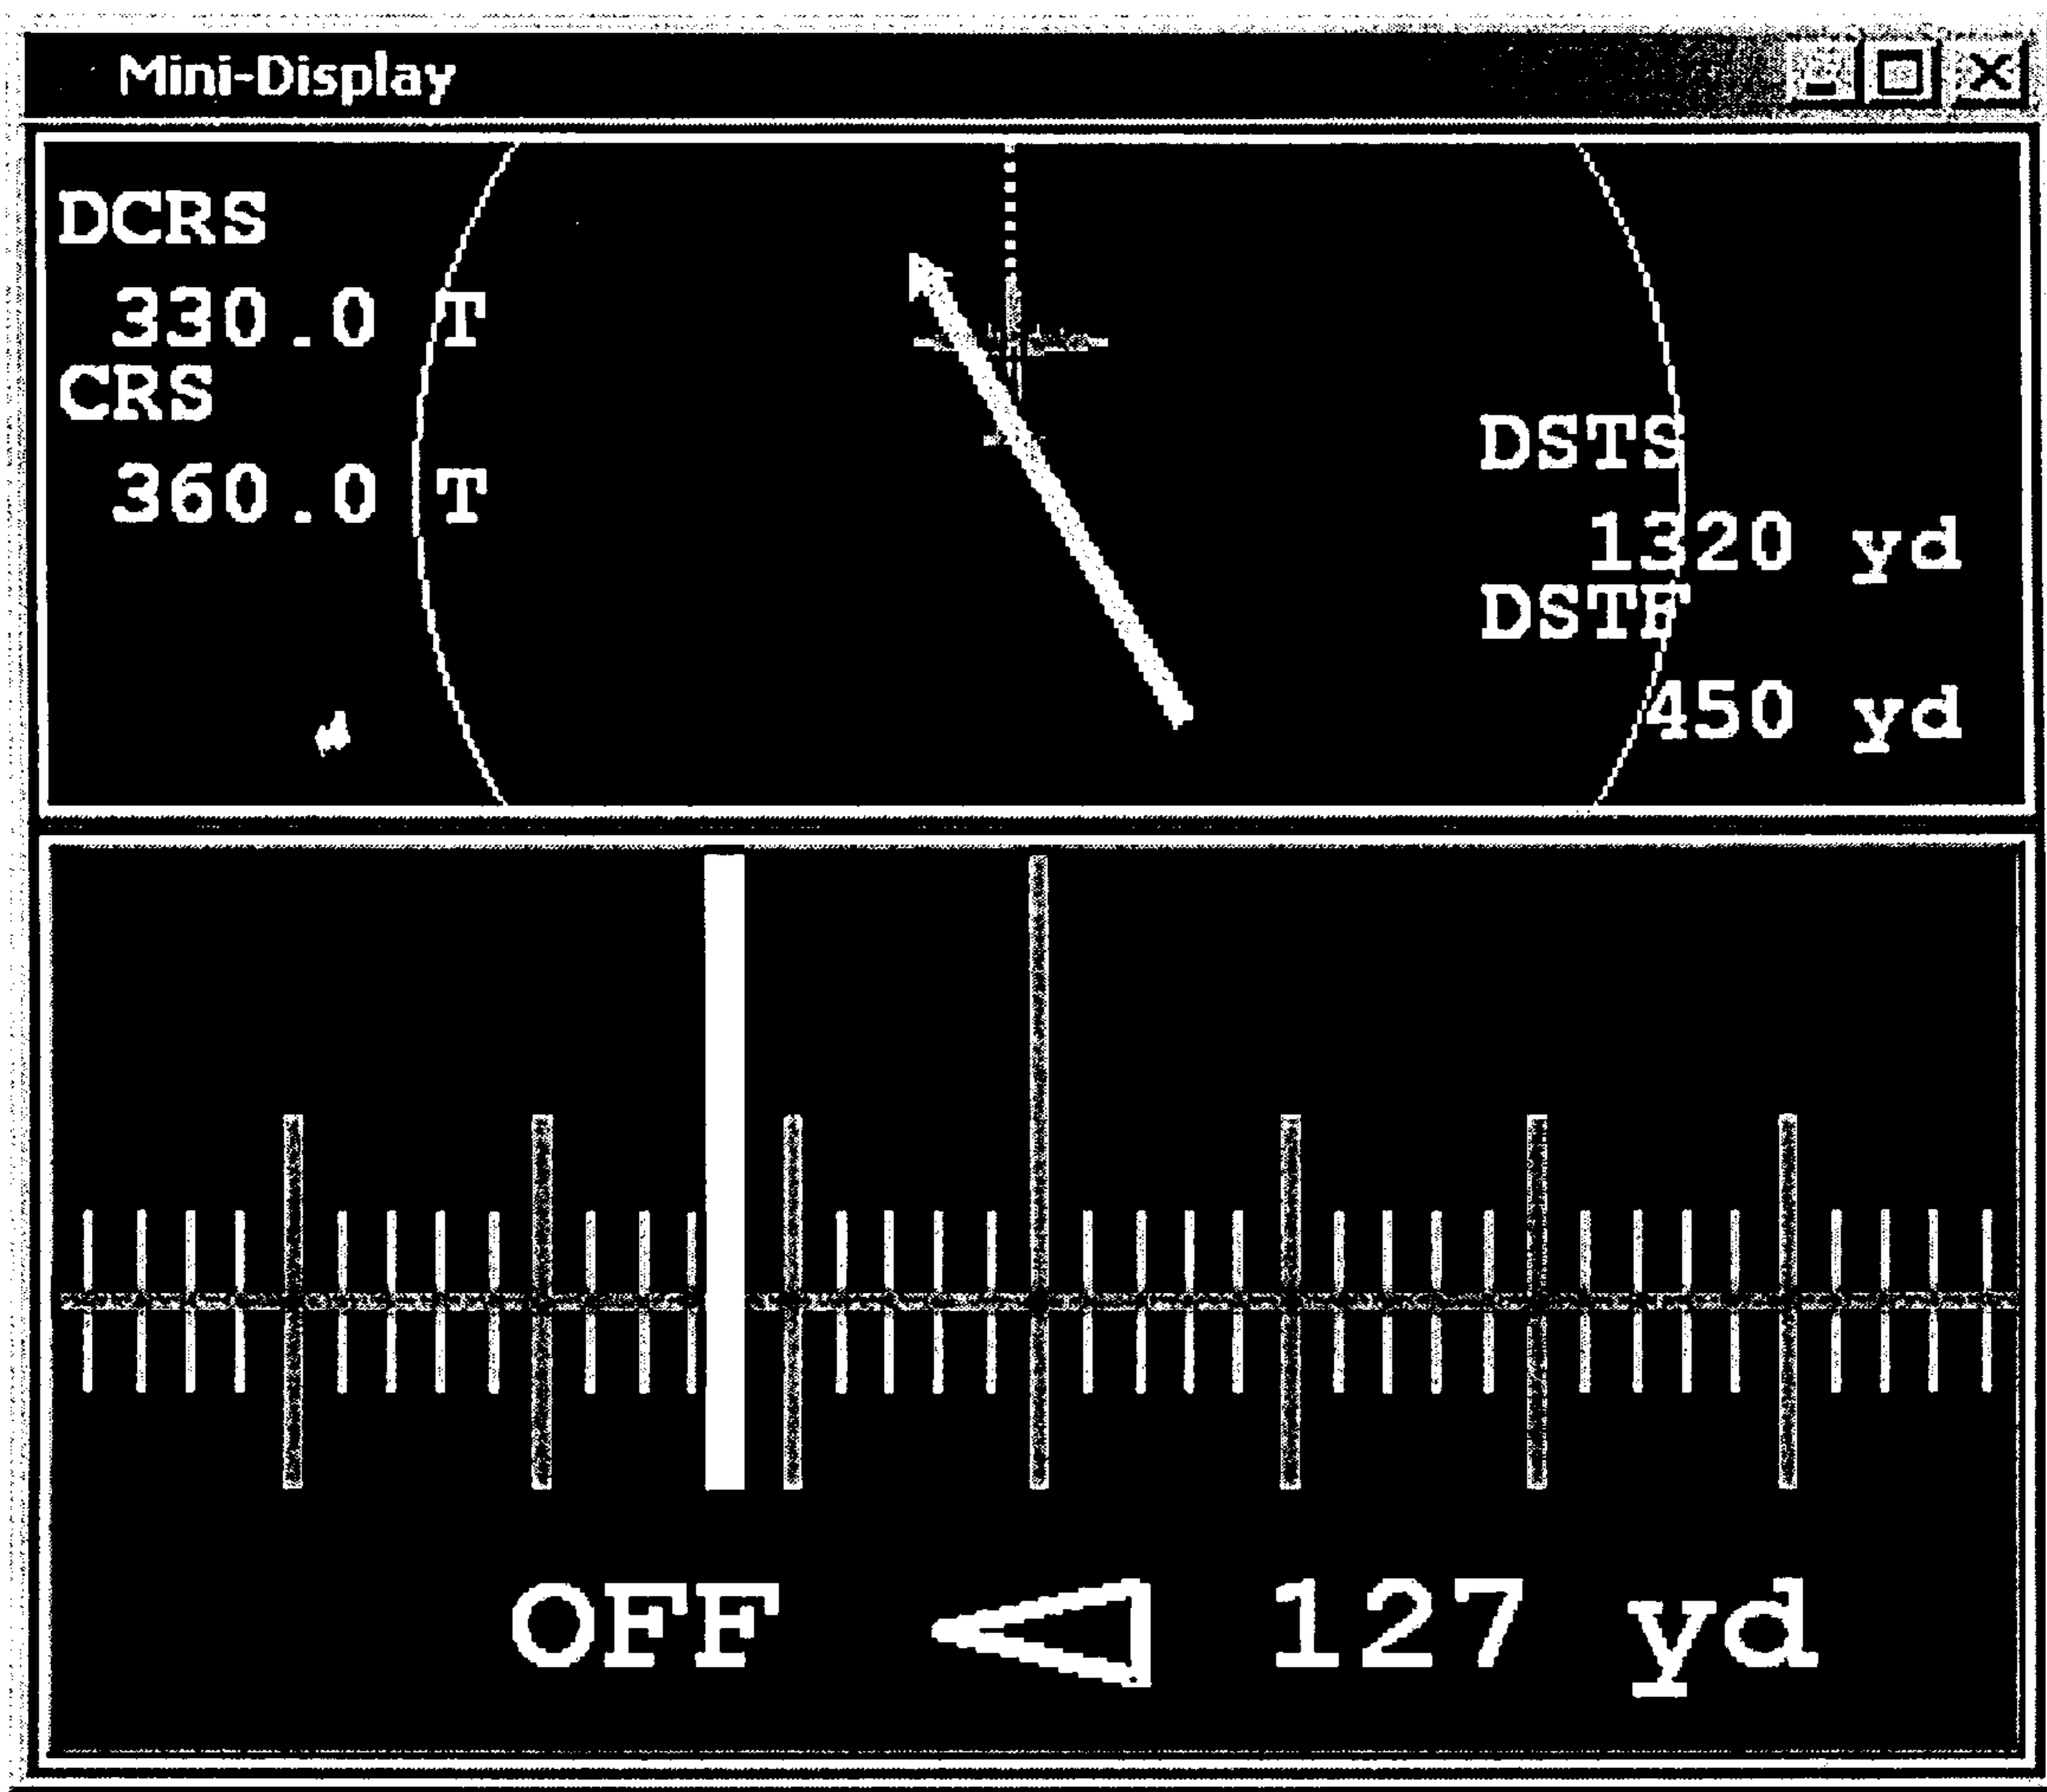 Mini-Display
DCRS
330.0 T
CRS
360.0 T
DSTS
1320 yd
DSTF
450 yd
OFF 127 yd